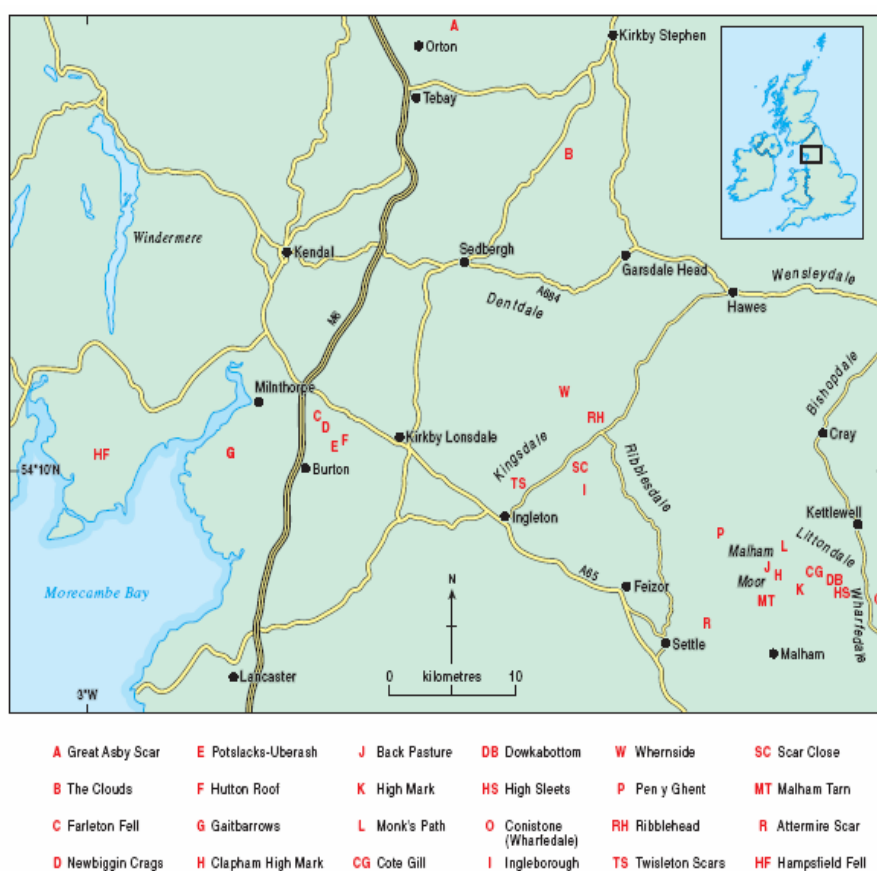 A
Orton
Kirkby Stephen
Tebay
B
Windermere
Kendal
Sedbergh
Garsdale Head
Wensleydale
A684
Dentdale
Hawes
M6
Milnthorpe
W
Bishopdale
C
D
RH
HF
G
E
F
Kirkby Lonsdale
Kingsdale
Cray
54°10'N
Burton
TS
SC
I
Ribblesdale
Ingleton
Kettlewell
P
Malham
L
Littondale
Morecambe Bay
A65
Feizor
N
J
H
CG
DB
Moor
K
HS
MT
Wharfedale
R
Settle
Malham
Lancaster
0 kilometres 10
3°W
A Great Asby Scar E Potslacks-Uberash J Back Pasture DB Dowkabottom W Whernside SC Scar Close
B The Clouds F Hutton Roof K High Mark HS High Sleets P Pen y Ghent MT Malham Tarn
C Farleton Fell G Gaitbarrows L Monk's Path O Conistone (Wharfedale) RH Ribblehead R Attermire Scar
D Newbiggin Crags H Clapham High Mark CG Cote Gill I Ingleborough TS Twisleton Scars HF Hampsfield Fell